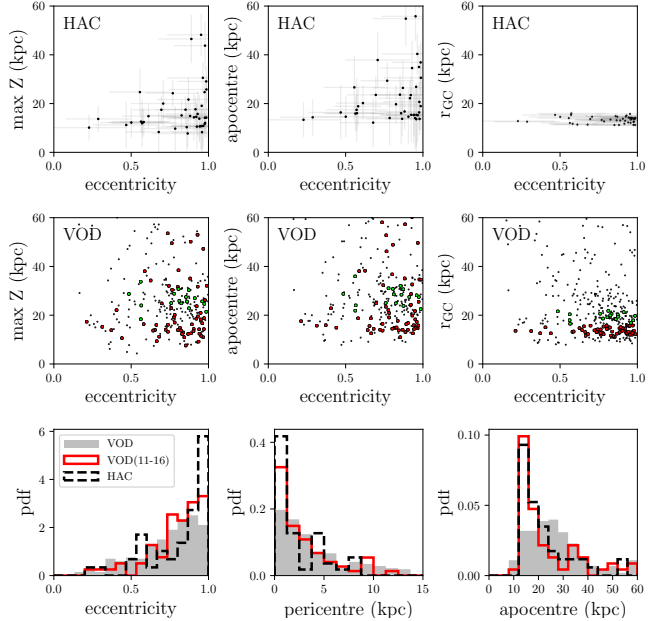 HAC
HAC
HAC
max Z (kpc)
apocentre (kpc)
rGC (kpc)
60
40
20
0
60
40
20
0
60
40
20
0
0.0 0.5 1.0
0.0 0.5 1.0
0.0 0.5 1.0
eccentricity
eccentricity
eccentricity
VOD
VOD
VOD
max Z (kpc)
apocentre (kpc)
rGC (kpc)
60
40
20
0
60
40
20
0
60
40
20
0
0.0 0.5 1.0
0.0 0.5 1.0
0.0 0.5 1.0
eccentricity
eccentricity
eccentricity
VOD
VOD(11-16)
HAC
pdf
pdf
pdf
6
4
2
0
0.4
0.2
0.0
0.10
0.05
0.00
0.0 0.5 1.0
0 5 10 15
0 10 20 30 40 50 60
eccentricity
pericentre (kpc)
apocentre (kpc)